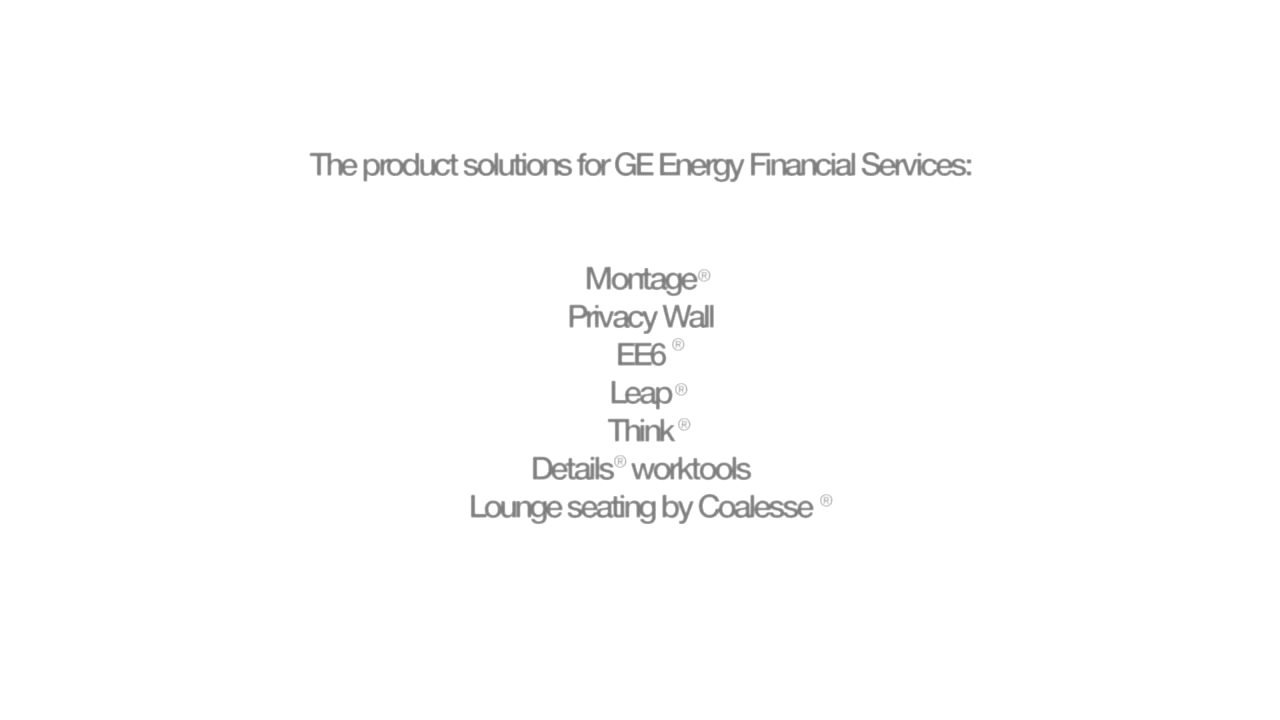 The product solutions for GE Energy Financial Services:
Montage®
Privacy Wall
EE6 ®
Leap ®
Think ®
Details® worktools
Lounge seating by Coalesse ®